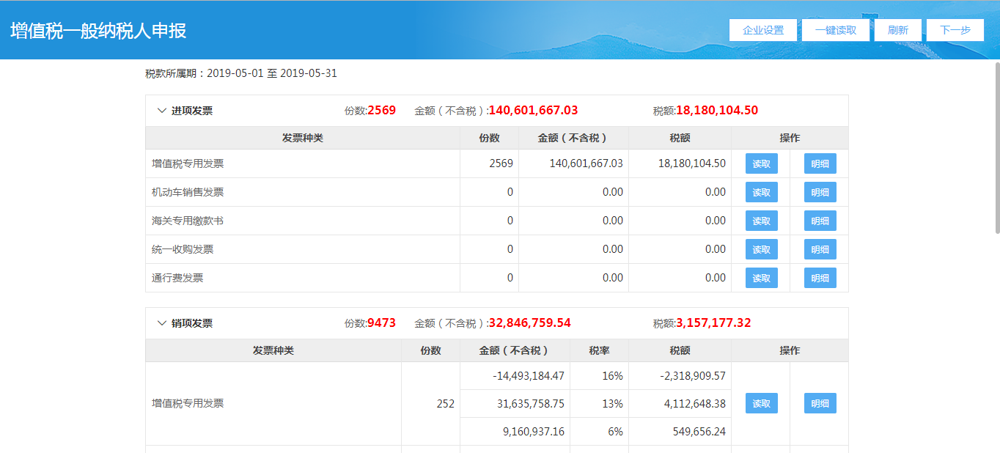 增值税一般纳税人申报
企业设置 一键读取 刷新 下一步
税款所属期：2019-05-01 至 2019-05-31
进项发票 份数:2569 金额（不含税）:140,601,667.03 税额:18,180,104.50
发票种类 份数 金额（不含税） 税额 操作
增值税专用发票 2569 140,601,667.03 18,180,104.50 读取 明细
机动车销售发票 0 0.00 0.00 读取 明细
海关专用缴款书 0 0.00 0.00 读取 明细
统一收购发票 0 0.00 0.00 读取 明细
通行费发票 0 0.00 0.00 读取 明细
销项发票 份数:9473 金额（不含税）:32,846,759.54 税额:3,157,177.32
发票种类 份数 金额（不含税） 税率 税额 操作
-14,493,184.47 16% -2,318,909.57
增值税专用发票 252 31,635,758.75 13% 4,112,648.38 读取 明细
9,160,937.16 6% 549,656.24